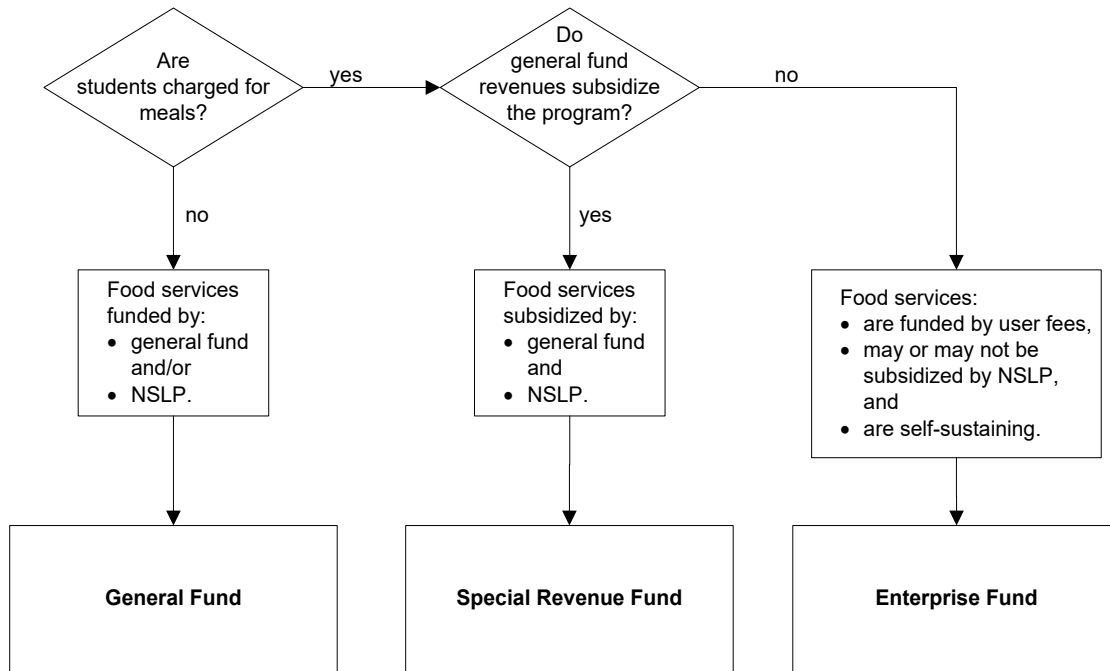 Are
students charged for
meals?
yes
Do
general fund
revenues subsidize
the program?
no
no
yes
Food services
funded by:
• general fund
and/or
• NSLP.
Food services
subsidized by:
• general fund
and
• NSLP.
Food services:
• are funded by user fees,
• may or may not be
subsidized by NSLP,
and
• are self-sustaining.
General Fund
Special Revenue Fund
Enterprise Fund